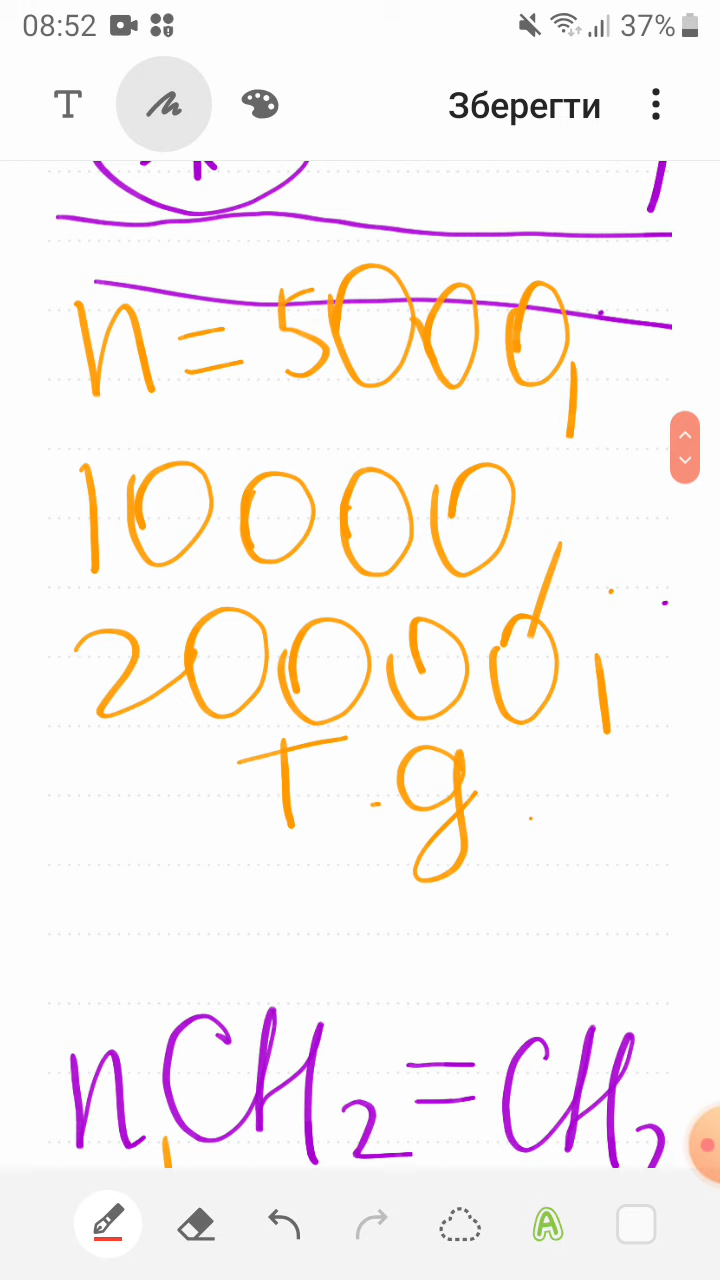 08:52 37%
T Зберегти
n = 5000,
10000,
20000 і
т. д.
nCH2 = CH2
A